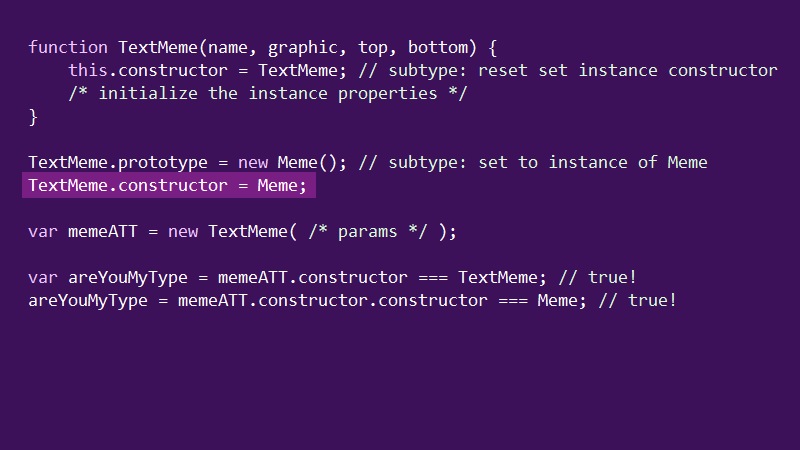 function TextMeme(name, graphic, top, bottom) {
    this.constructor = TextMeme; // subtype: reset set instance constructor
    /* initialize the instance properties */
}
TextMeme.prototype = new Meme(); // subtype: set to instance of Meme
TextMeme.constructor = Meme;
var memeATT = new TextMeme( /* params */ );
var areYouMyType = memeATT.constructor === TextMeme; // true!
areYouMyType = memeATT.constructor.constructor === Meme; // true!